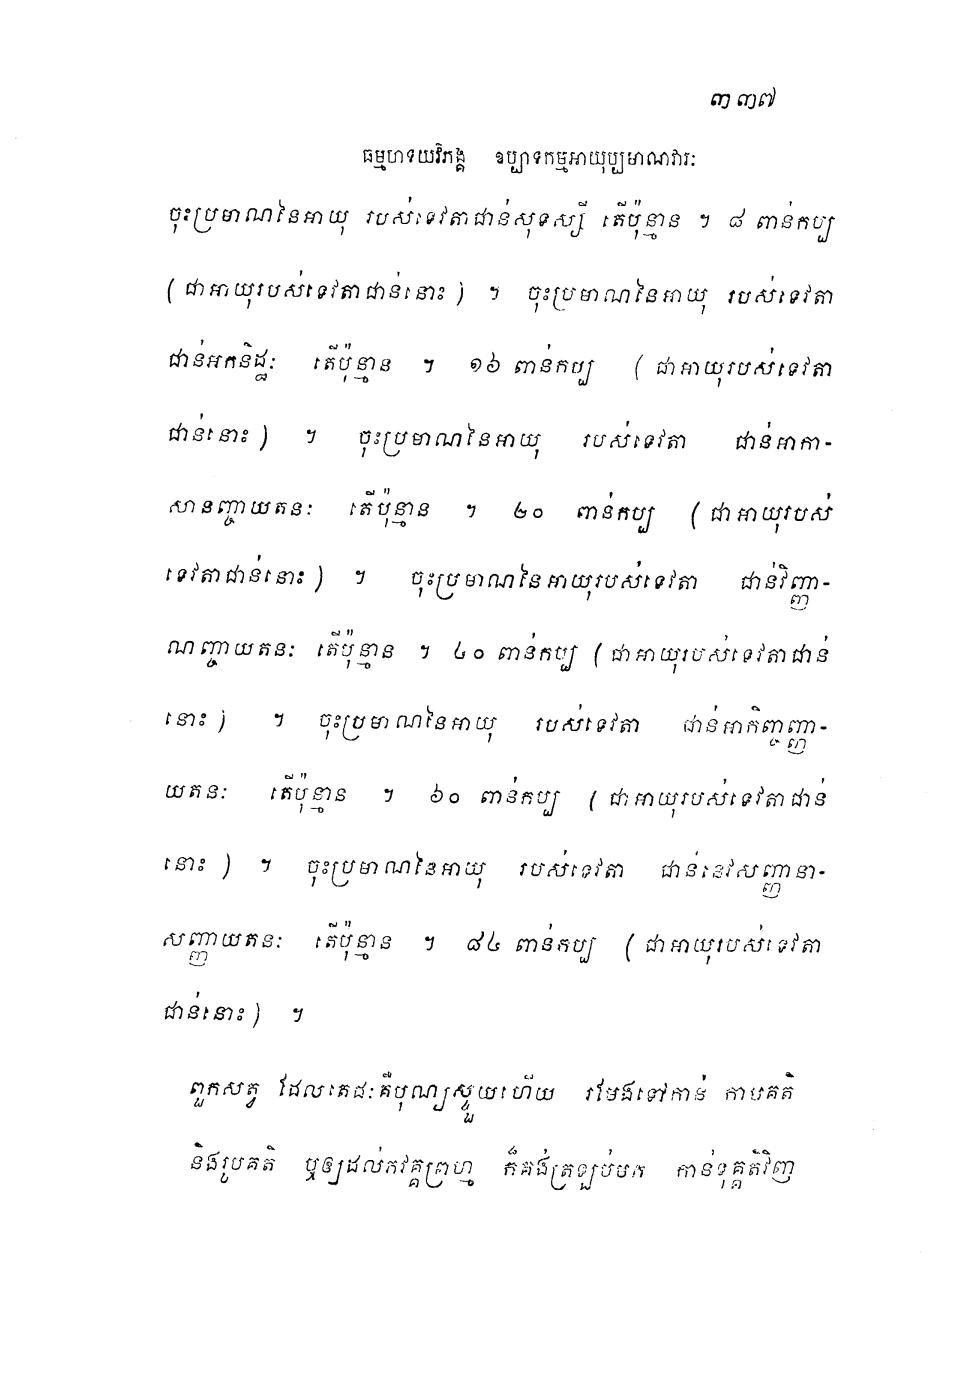 ៣៣៧
ធម្មហទយវិភង្គ ឧប្បាទកម្មអាយុប្បមាណវារៈ
ចុះប្រមាណនៃអាយុ របស់ទេវតាជាន់សុទស្សី តើប៉ុន្មាន ។ ៨ ពាន់កប្ប
(ជាអាយុរបស់ទេវតាជាន់នោះ) ។ ចុះប្រមាណនៃអាយុ របស់ទេវតា
ជាន់អកនិដ្ឋៈ តើប៉ុន្មាន ។ ១៦ ពាន់កប្ប (ជាអាយុរបស់ទេវតា
ជាន់នោះ) ។ ចុះប្រមាណនៃអាយុ របស់ទេវតា ជាន់អាកា-
សានញ្ចាយតនៈ តើប៉ុន្មាន ។ ២០ ពាន់កប្ប (ជាអាយុរបស់
ទេវតាជាន់នោះ) ។ ចុះប្រមាណនៃអាយុរបស់ទេវតា ជាន់វិញ្ញា-
ណញ្ចាយតនៈ តើប៉ុន្មាន ។ ៤០ ពាន់កប្ប (ជាអាយុរបស់ទេវតាជាន់
នោះ) ។ ចុះប្រមាណនៃអាយុ របស់ទេវតា ជាន់អាកិញ្ចញ្ញា-
យតនៈ តើប៉ុន្មាន ។ ៦០ ពាន់កប្ប (ជាអាយុរបស់ទេវតាជាន់
នោះ) ។ ចុះប្រមាណនៃអាយុ របស់ទេវតា ជាន់នេវសញ្ញានា-
សញ្ញាយតនៈ តើប៉ុន្មាន ។ ៨៤ ពាន់កប្ប (ជាអាយុរបស់ទេវតា
ជាន់នោះ) ។
ពួកសត្វ ដែលតេជៈគឺបុណ្យស្ទួយហើយ រមែងទៅកាន់ កាមគតិ
និងរូបគតិ ឬឲ្យដល់ភវគ្គព្រហ្ម ក៏គង់ត្រឡប់មក កាន់ទុគ្គតិវិញ